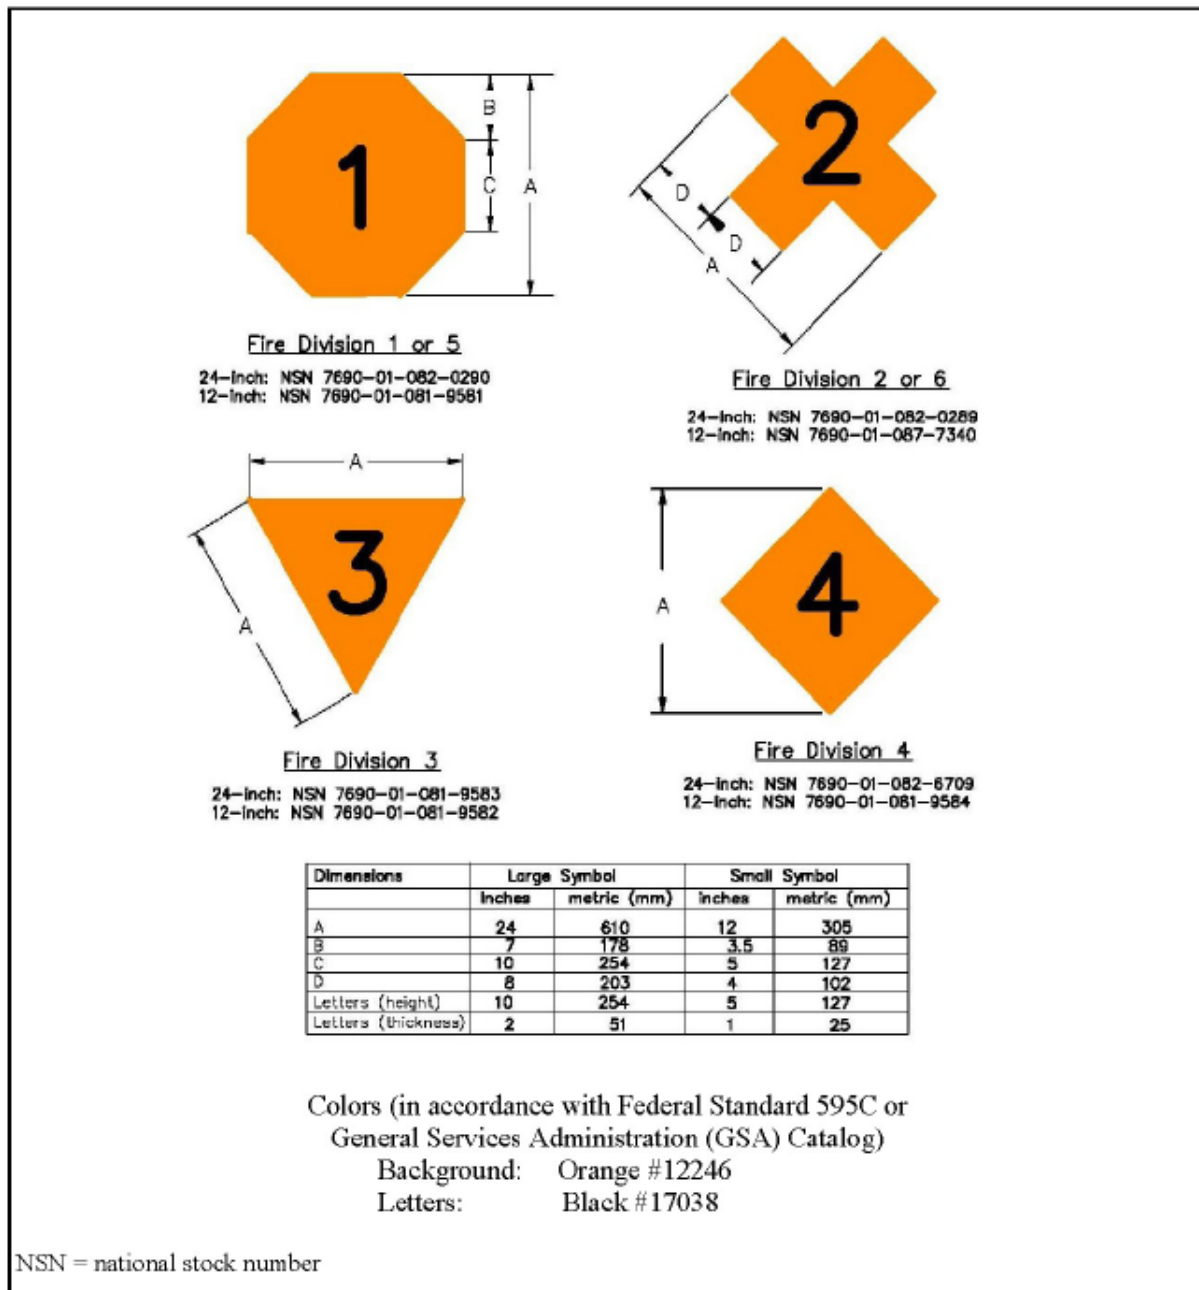 1
B
C
A
Fire Division 1 or 5
24-inch: NSN 7690-01-082-0290
12-inch: NSN 7690-01-081-9581
2
D
D
A
Fire Division 2 or 6
24-inch: NSN 7690-01-082-0289
12-inch: NSN 7690-01-087-7340
A
3
A
Fire Division 3
24-inch: NSN 7690-01-081-9583
12-inch: NSN 7690-01-081-9582
A
4
Fire Division 4
24-inch: NSN 7690-01-082-6709
12-inch: NSN 7690-01-081-9584
Dimensions Large Symbol Small Symbol
inches metric (mm) inches metric (mm)
A 24 610 12 305
B 7 178 3.5 89
C 10 254 5 127
D 8 203 4 102
Letters (height) 10 254 5 127
Letters (thickness) 2 51 1 25
Colors (in accordance with Federal Standard 595C or
General Services Administration (GSA) Catalog)
Background: Orange #12246
Letters: Black #17038
NSN = national stock number